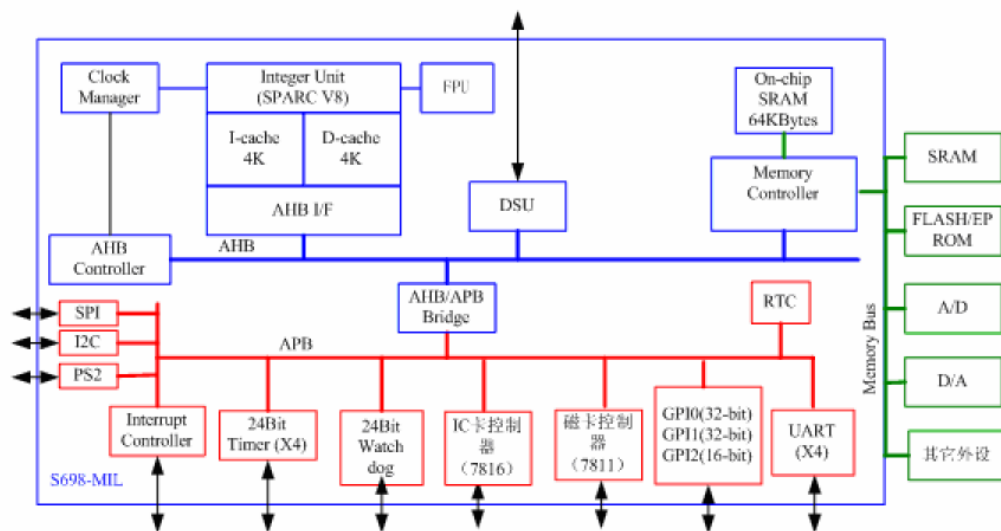 Clock
Manager
Integer Unit
(SPARC V8)
FPU
I-cache
4K
D-cache
4K
AHB I/F
On-chip
SRAM
64KBytes
Memory
Controller
DSU
AHB
Controller
AHB
AHB/APB
Bridge
RTC
SPI
I2C
PS2
APB
Interrupt
Controller
24Bit
Timer (X4)
24Bit
Watch
dog
IC卡控制
器
（7816）
磁卡控制
器
（7811）
GPI0(32-bit)
GPI1(32-bit)
GPI2(16-bit)
UART
(X4)
S698-MIL
Memory Bus
SRAM
FLASH/EP
ROM
A/D
D/A
其它外设